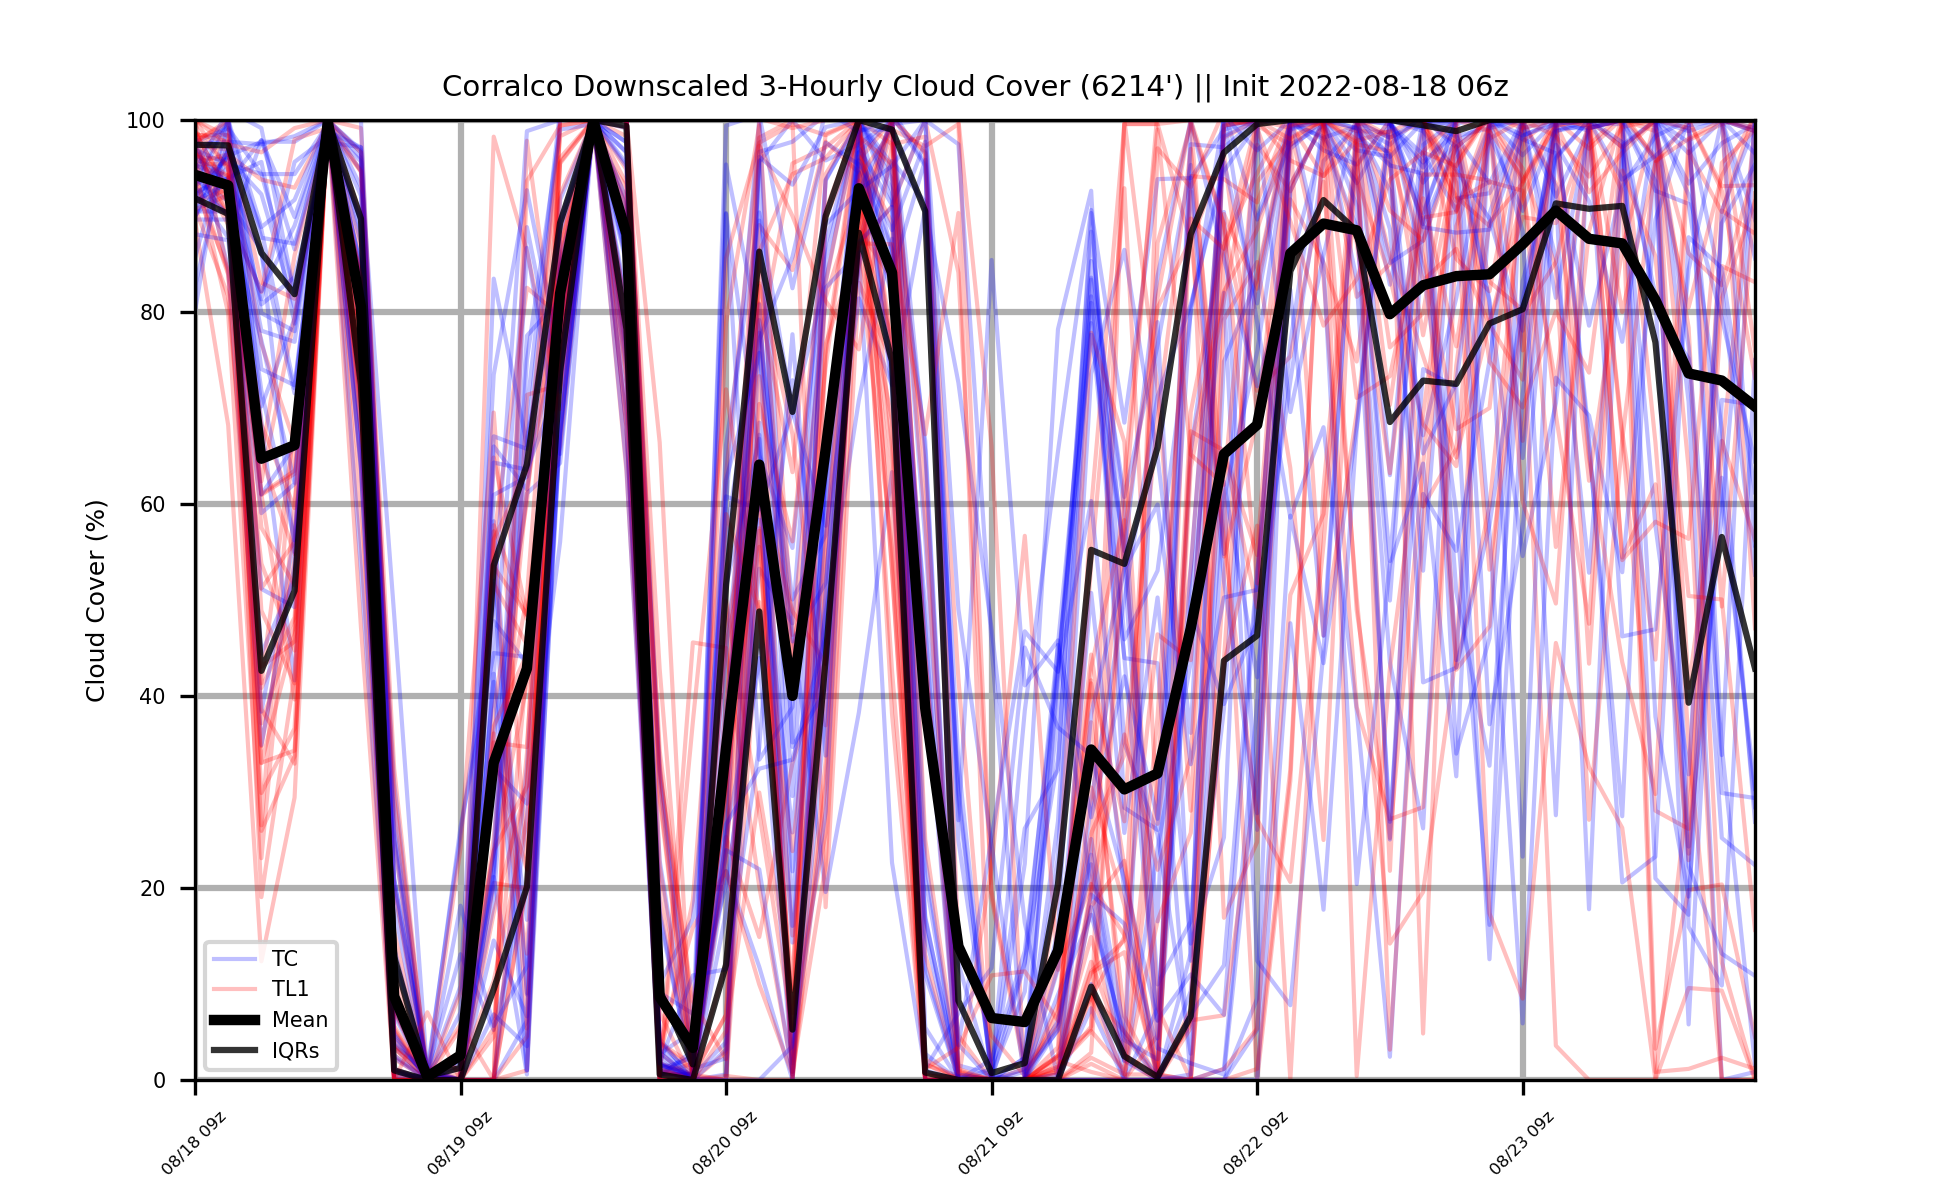 Corralco Downscaled 3-Hourly Cloud Cover (6214') || Init 2022-08-18 06z
Cloud Cover (%)
100
80
60
40
20
0
TC
TL1
Mean
IQRs
08/18 09z
08/19 09z
08/20 09z
08/21 09z
08/22 09z
08/23 09z